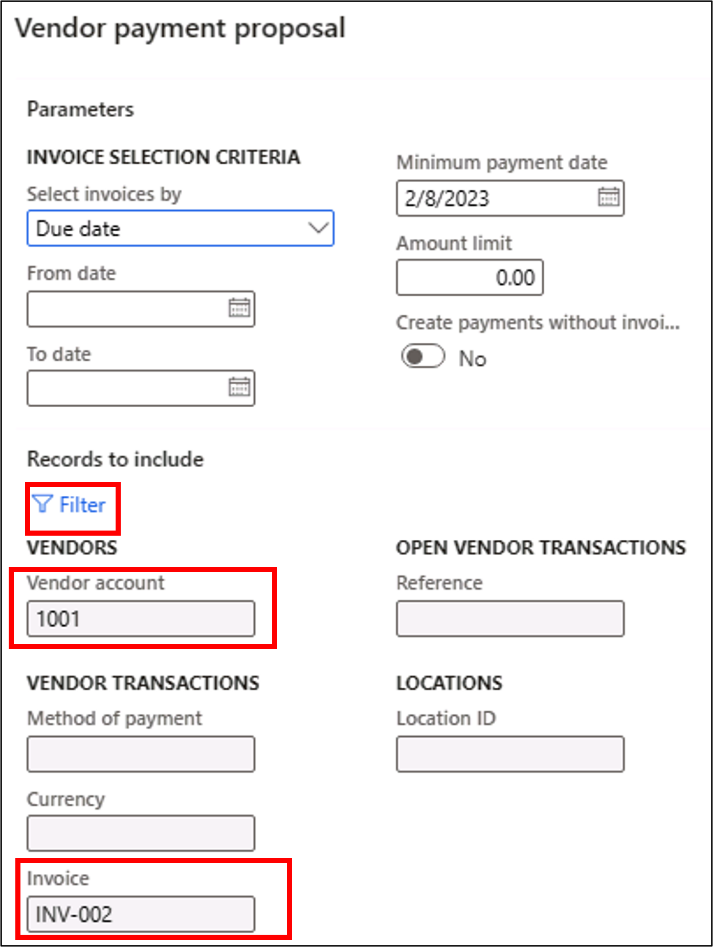 Vendor payment proposal
Parameters
INVOICE SELECTION CRITERIA
Select invoices by
Due date
From date
To date
Minimum payment date
2/8/2023
Amount limit
0.00
Create payments without invoi...
No
Records to include
Filter
VENDORS
Vendor account
1001
OPEN VENDOR TRANSACTIONS
Reference
VENDOR TRANSACTIONS
Method of payment
Currency
Invoice
INV-002
LOCATIONS
Location ID